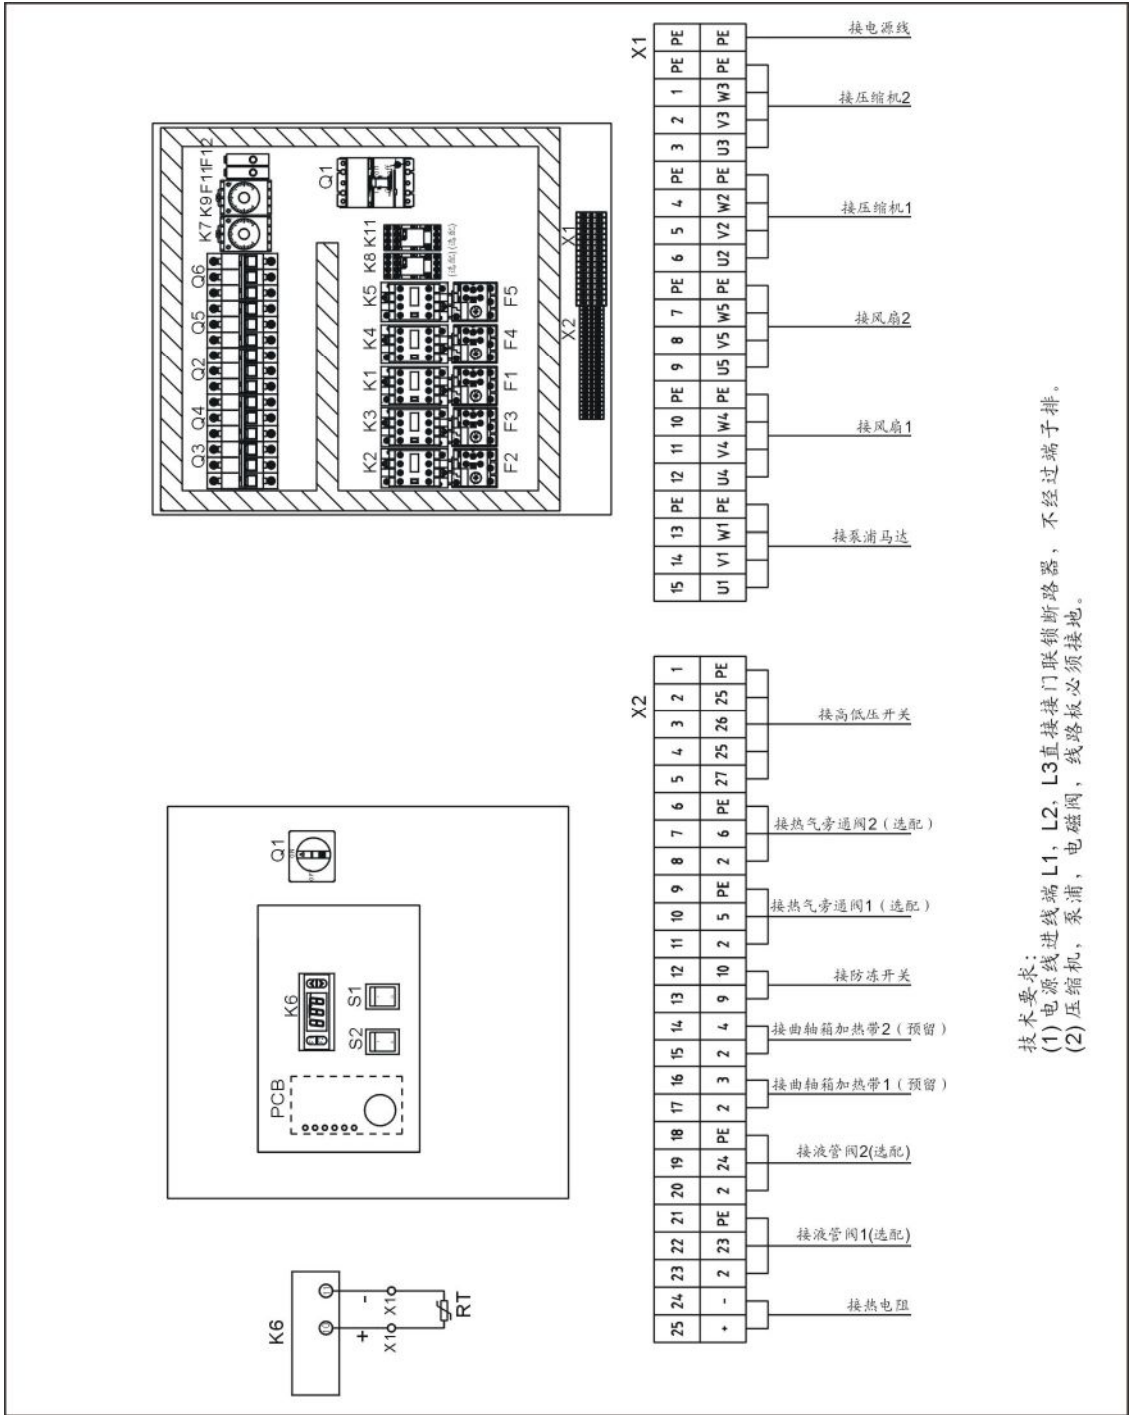 X1
PE PE
接电源线
PE PE
1 W3
2 V3
3 U3
接压缩机2
PE PE
4 W2
5 V2
6 U2
接压缩机1
PE PE
7 W5
8 V5
9 U5
接风扇2
PE PE
10 W4
11 V4
12 U4
接风扇1
PE PE
13 W1
14 V1
15 U1
接泵浦马达
X2
1 PE
2 25
3 26
4 25
5 27
接高低压开关
6 PE
7 6
8 2
接热气旁通阀2(选配)
9 PE
10 5
11 2
接热气旁通阀1(选配)
12 10
13 9
接防冻开关
14 4
15 2
接曲轴箱加热带2(预留)
16 3
17 2
接曲轴箱加热带1(预留)
18 PE
19 24
20 2
接液管阀2(选配)
21 PE
22 23
23 2
接液管阀1(选配)
24 -
25 +
接热电阻
Q3 Q4 Q2 Q5 Q6 K7 K9 F11 F12
Q1
K2 K3 K1 K4 K5 K8 K11
(选配) (选配)
F2 F3 F1 F4 F5
X2 X1
Q1
ON
OFF
K6
888
S2 S1
PCB
K6
10 11
+ -
X1 X1
RT
技术要求:
(1) 电源线进线端 L1, L2, L3直接接门联锁断路器, 不经过端子排。
(2) 压缩机, 泵浦, 电磁阀, 线路板必须接地。